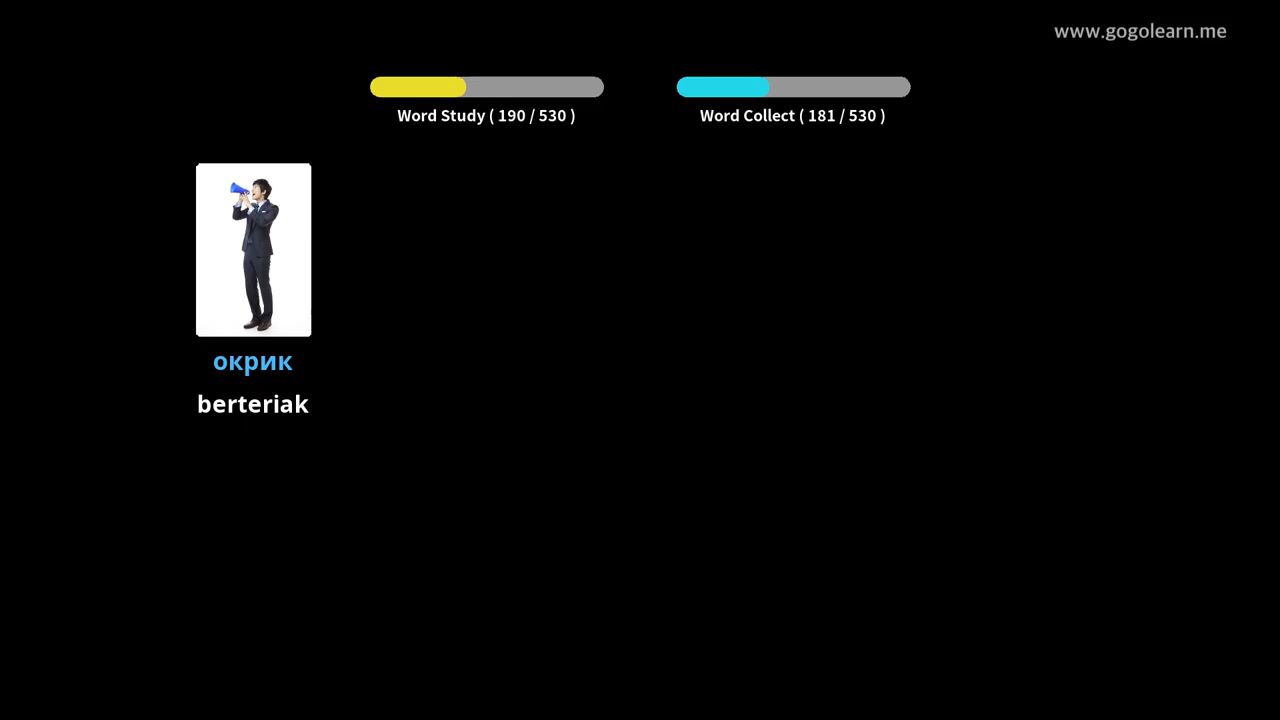 www.gogolearn.me
Word Study ( 190 / 530 )
Word Collect ( 181 / 530 )
окрик
berteriak